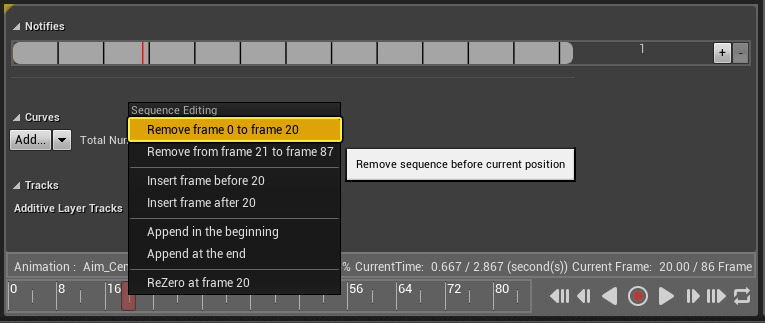 Notifies
1
+
-
Curves
Add...
Total Nu
Sequence Editing
Remove frame 0 to frame 20
Remove from frame 21 to frame 87
Remove sequence before current position
Insert frame before 20
Insert frame after 20
Append in the beginning
Append at the end
ReZero at frame 20
Tracks
Additive Layer Tracks
Animation : Aim_Cen
% CurrentTime: 0.667 / 2.867 (second(s)) Current Frame: 20.00 / 86 Frame
0 8 16 56 64 72 80